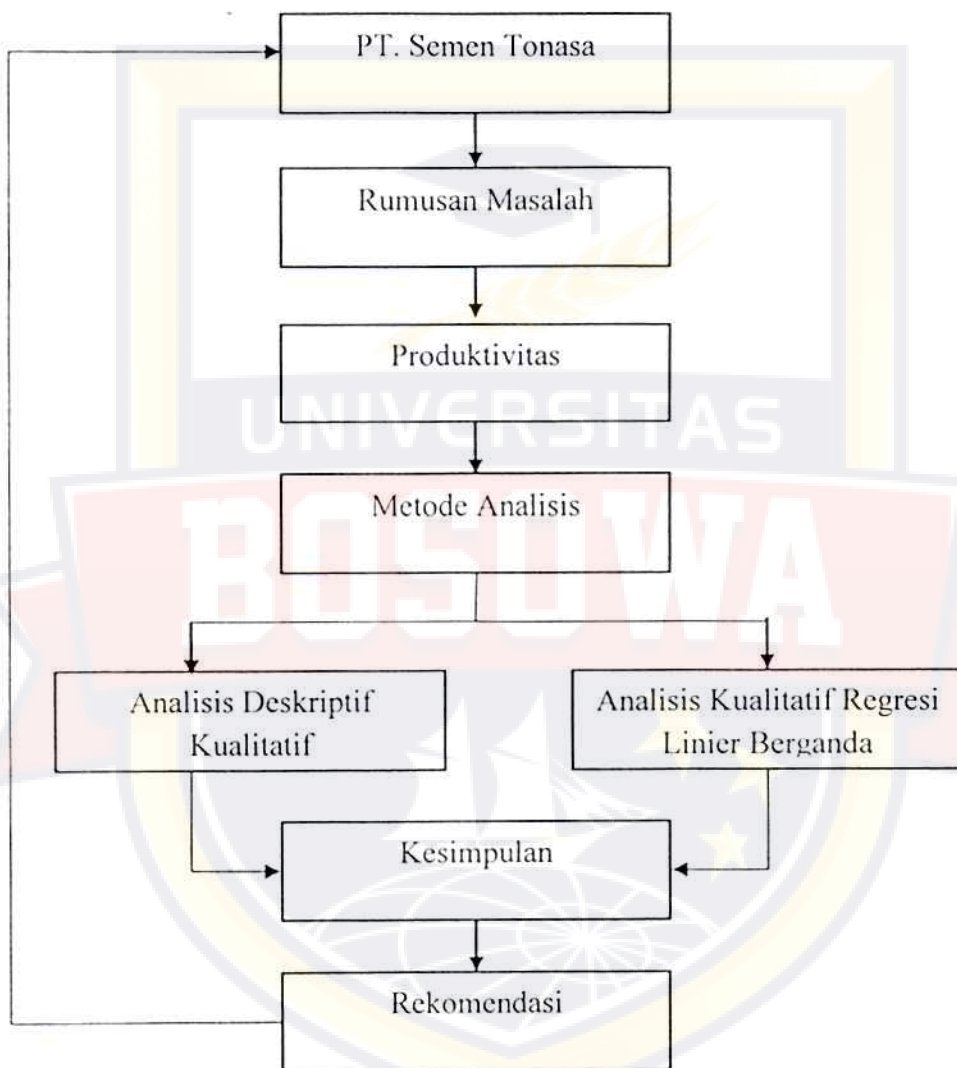 PT. Semen Tonasa
Rumusan Masalah
Produktivitas
UNIVERSITAS
Metode Analisis
BOSOWA
Analisis Deskriptif
Kualitatif
Analisis Kualitatif Regresi
Linier Berganda
Kesimpulan
Rekomendasi